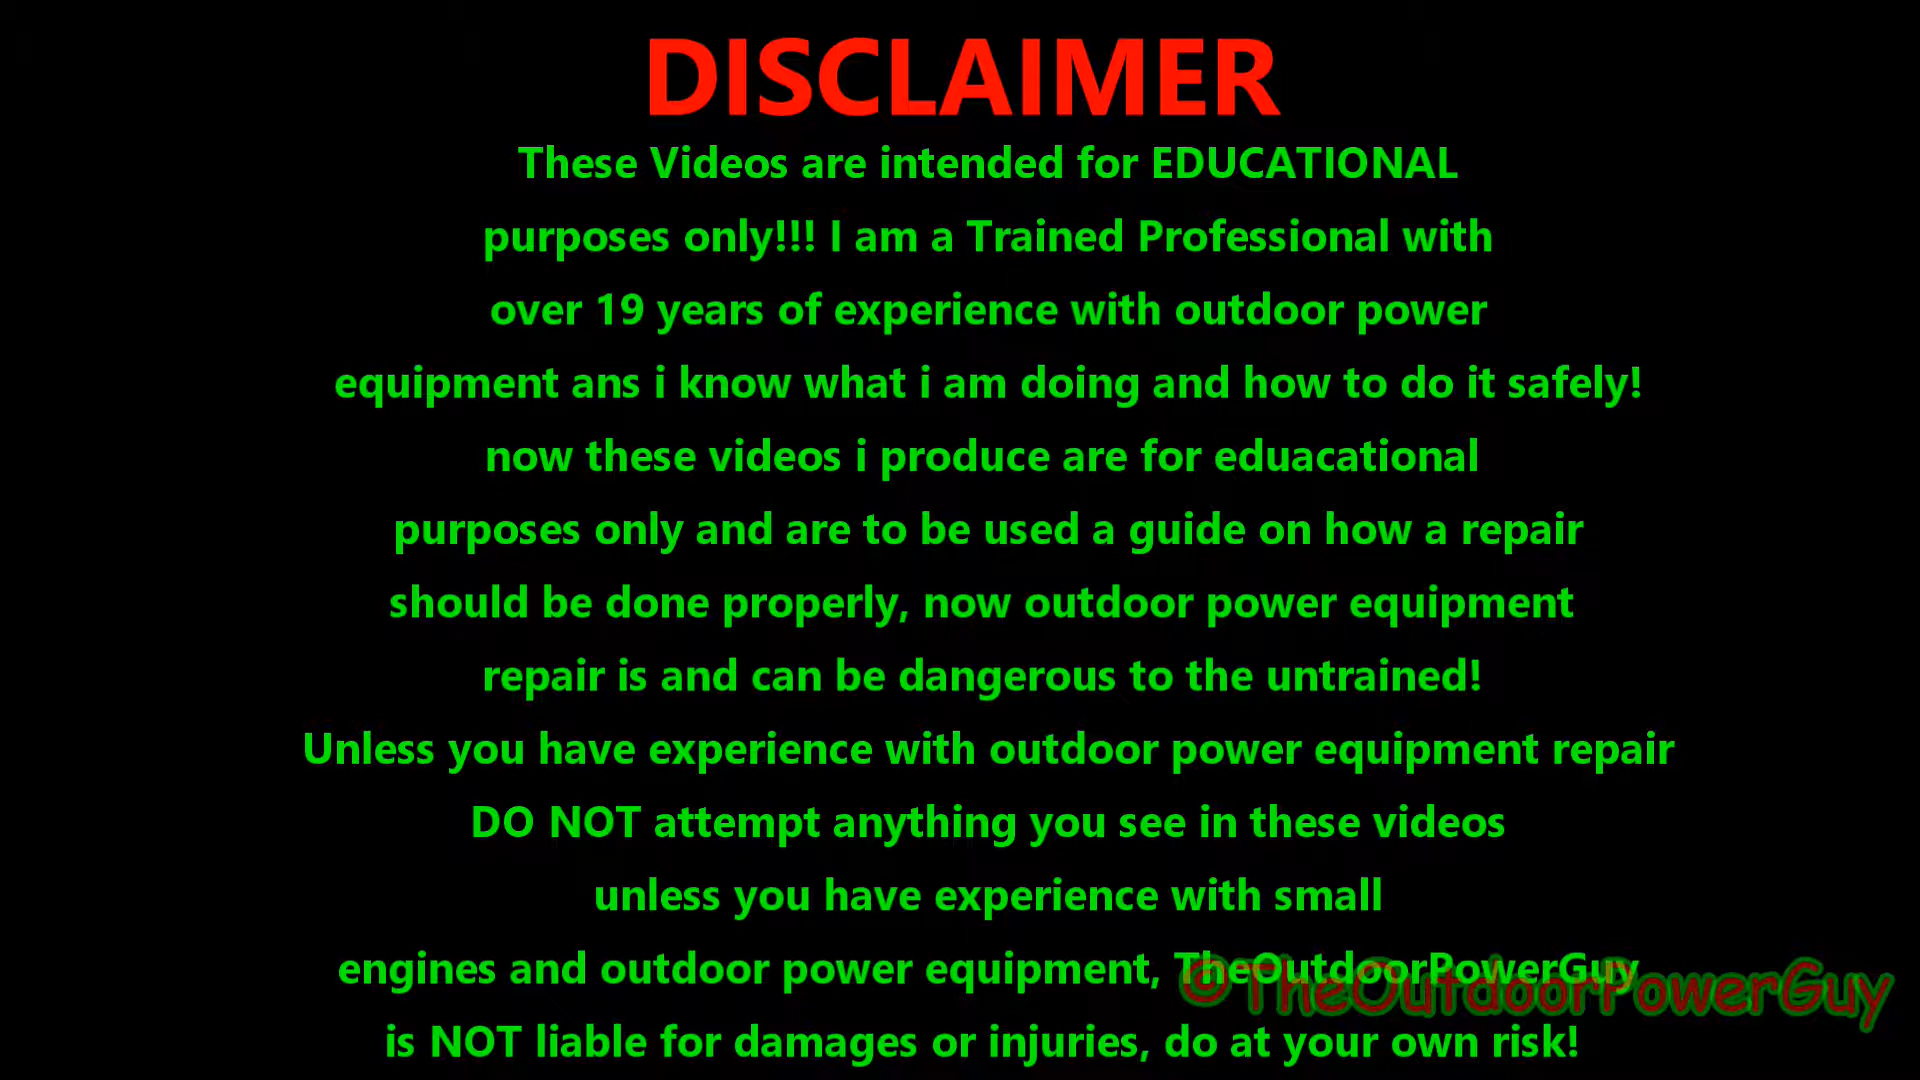 DISCLAIMER
These Videos are intended for EDUCATIONAL
purposes only!!! I am a Trained Professional with
over 19 years of experience with outdoor power
equipment ans i know what i am doing and how to do it safely!
now these videos i produce are for eduacational
purposes only and are to be used a guide on how a repair
should be done properly, now outdoor power equipment
repair is and can be dangerous to the untrained!
Unless you have experience with outdoor power equipment repair
DO NOT attempt anything you see in these videos
unless you have experience with small
engines and outdoor power equipment, TheOutdoorPowerGuy
©TheOutdoorPowerGuy
is NOT liable for damages or injuries, do at your own risk!